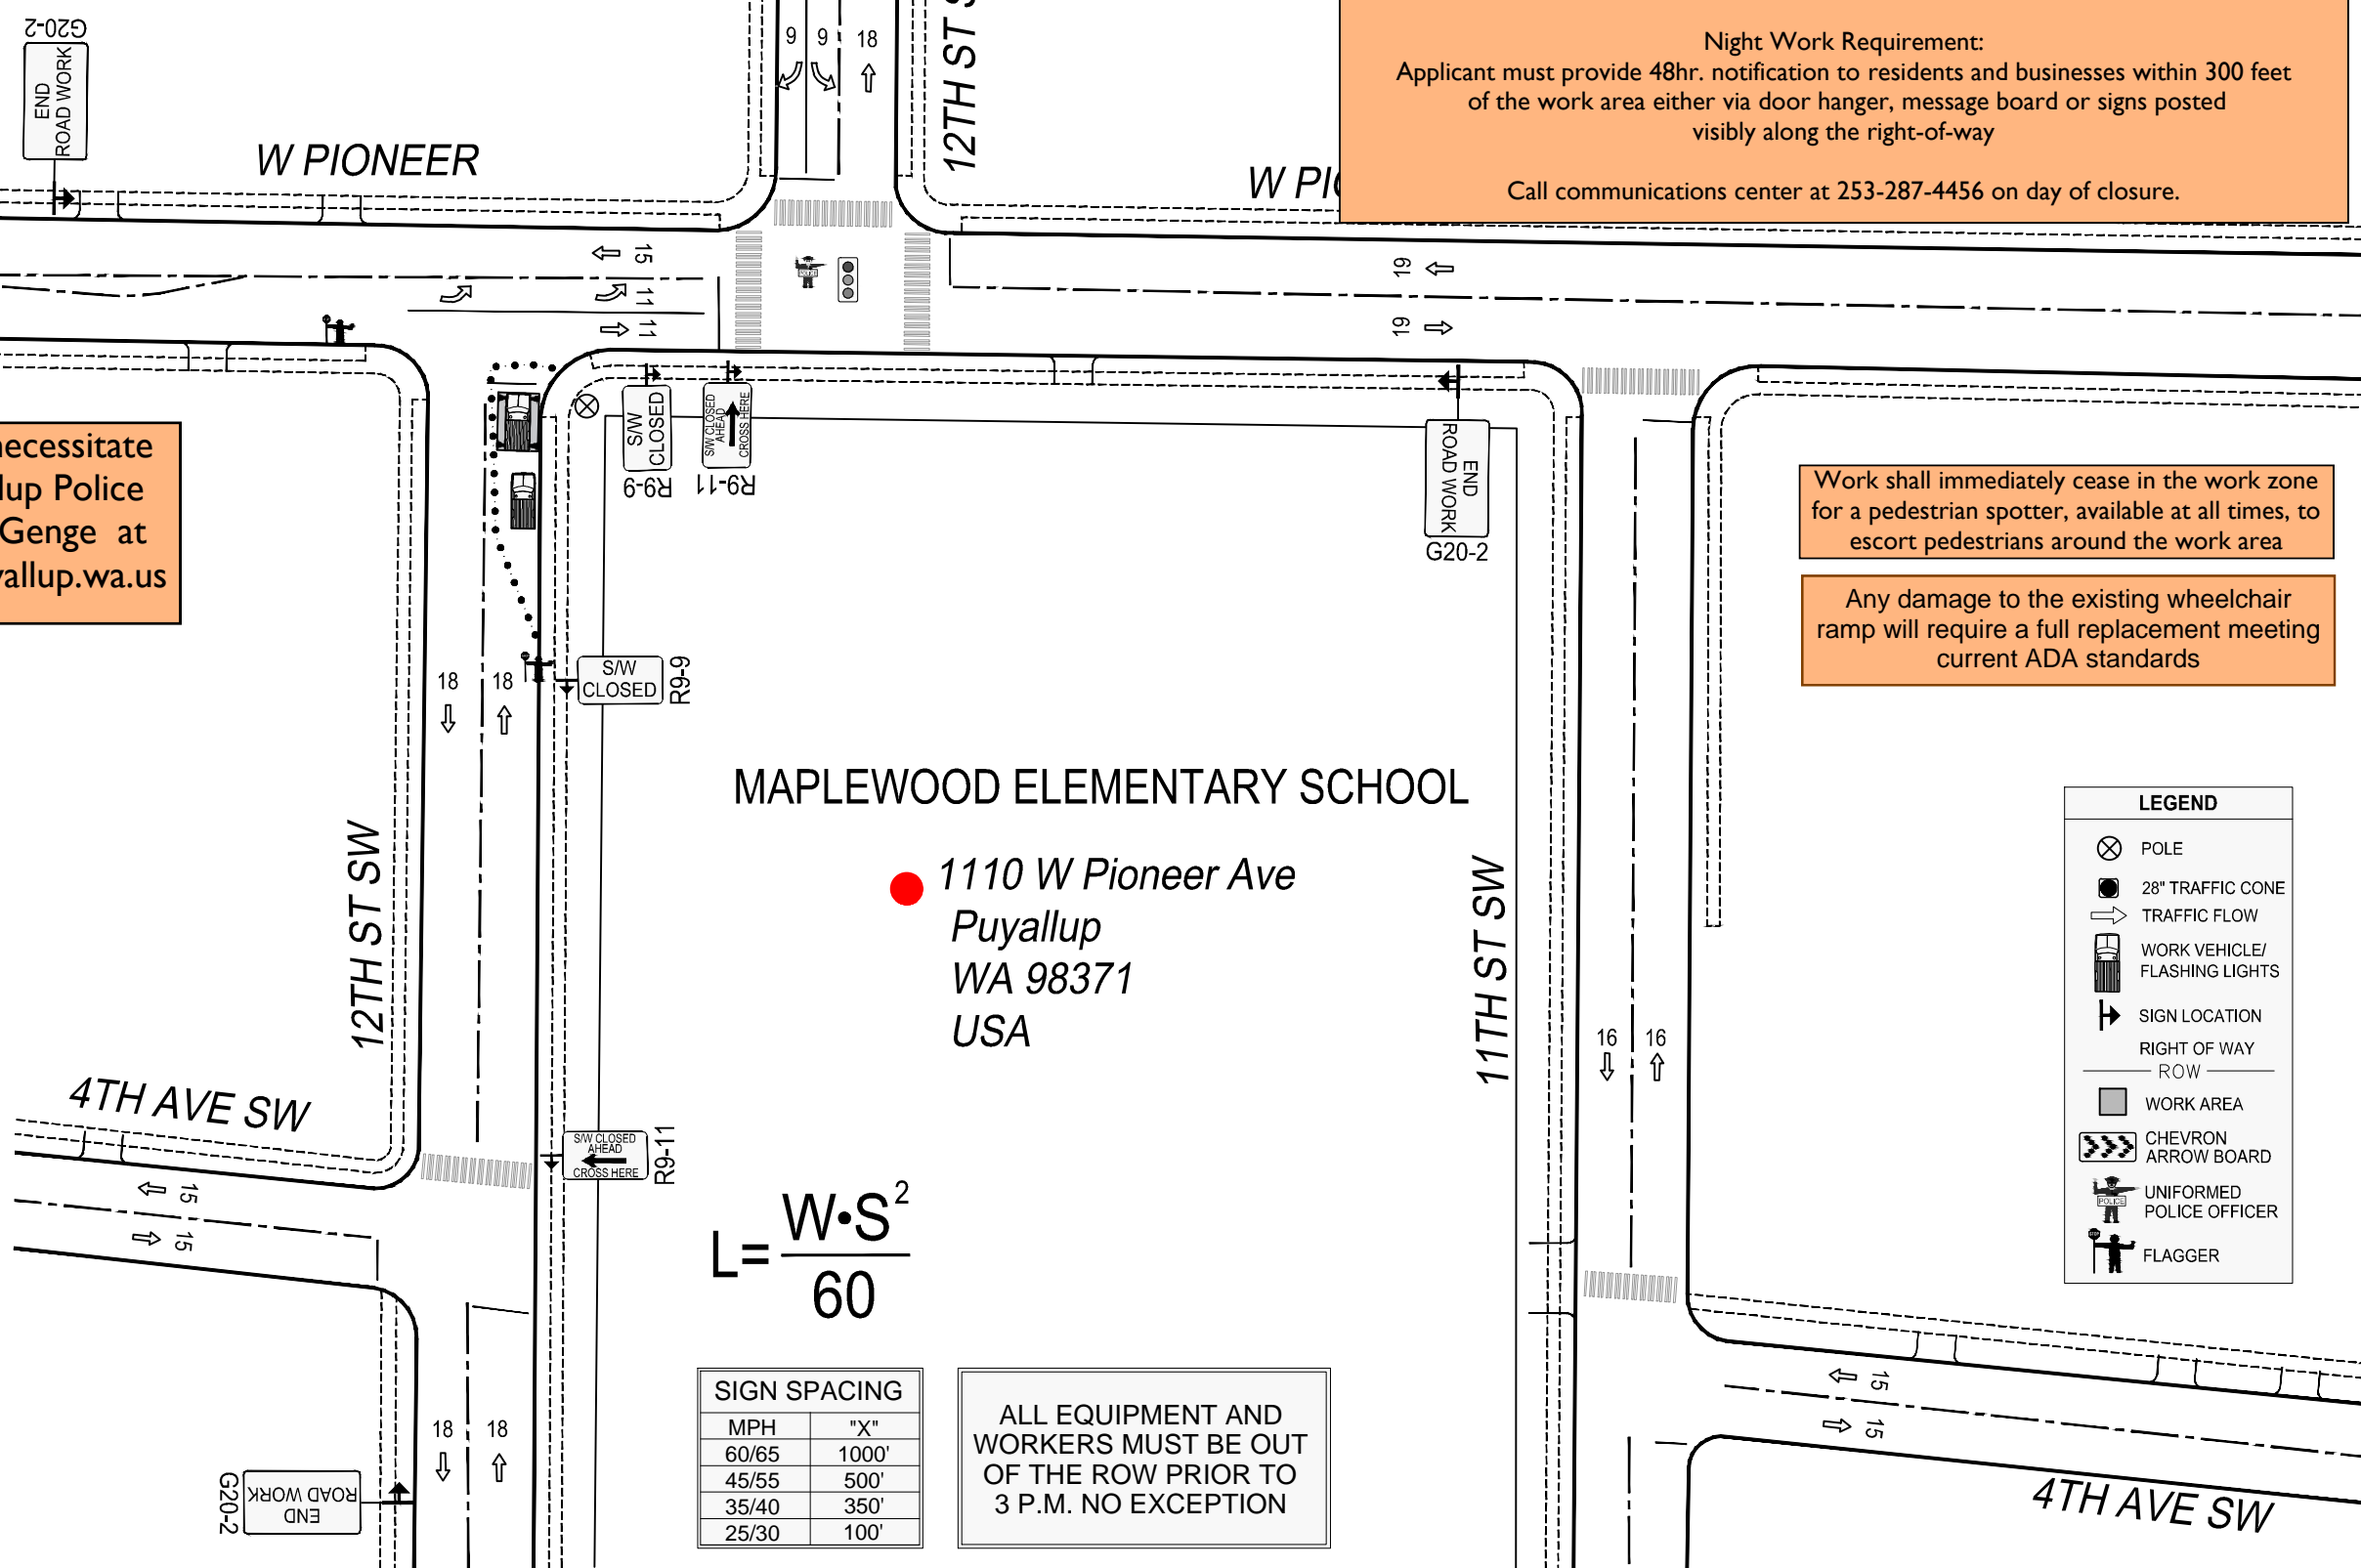 G20-2
END
ROAD WORK
W PIONEER
9 9 18
12TH ST S
Night Work Requirement:
Applicant must provide 48hr. notification to residents and businesses within 300 feet
of the work area either via door hanger, message board or signs posted
visibly along the right-of-way
Call communications center at 253-287-4456 on day of closure.
W PIO
15
11
11
19
19
S/W
CLOSED
R9-9
S/W CLOSED
AHEAD
CROSS HERE
R9-11
POLICE
END
ROAD WORK
G20-2
necessitate
lup Police
Genge at
yallup.wa.us
Work shall immediately cease in the work zone
for a pedestrian spotter, available at all times, to
escort pedestrians around the work area
Any damage to the existing wheelchair
ramp will require a full replacement meeting
current ADA standards
18 18
S/W
CLOSED
R9-9
MAPLEWOOD ELEMENTARY SCHOOL
1110 W Pioneer Ave
Puyallup
WA 98371
USA
12TH ST SW
11TH ST SW
16 16
LEGEND
POLE
28" TRAFFIC CONE
TRAFFIC FLOW
WORK VEHICLE/
FLASHING LIGHTS
SIGN LOCATION
RIGHT OF WAY
ROW
WORK AREA
CHEVRON
ARROW BOARD
POLICE
UNIFORMED
POLICE OFFICER
FLAGGER
4TH AVE SW
15
15
S/W CLOSED
AHEAD
CROSS HERE
R9-11
L= W•S²
60
18 18
G20-2
END
ROAD WORK
SIGN SPACING
MPH "X"
60/65 1000'
45/55 500'
35/40 350'
25/30 100'
ALL EQUIPMENT AND
WORKERS MUST BE OUT
OF THE ROW PRIOR TO
3 P.M. NO EXCEPTION
15
15
4TH AVE SW